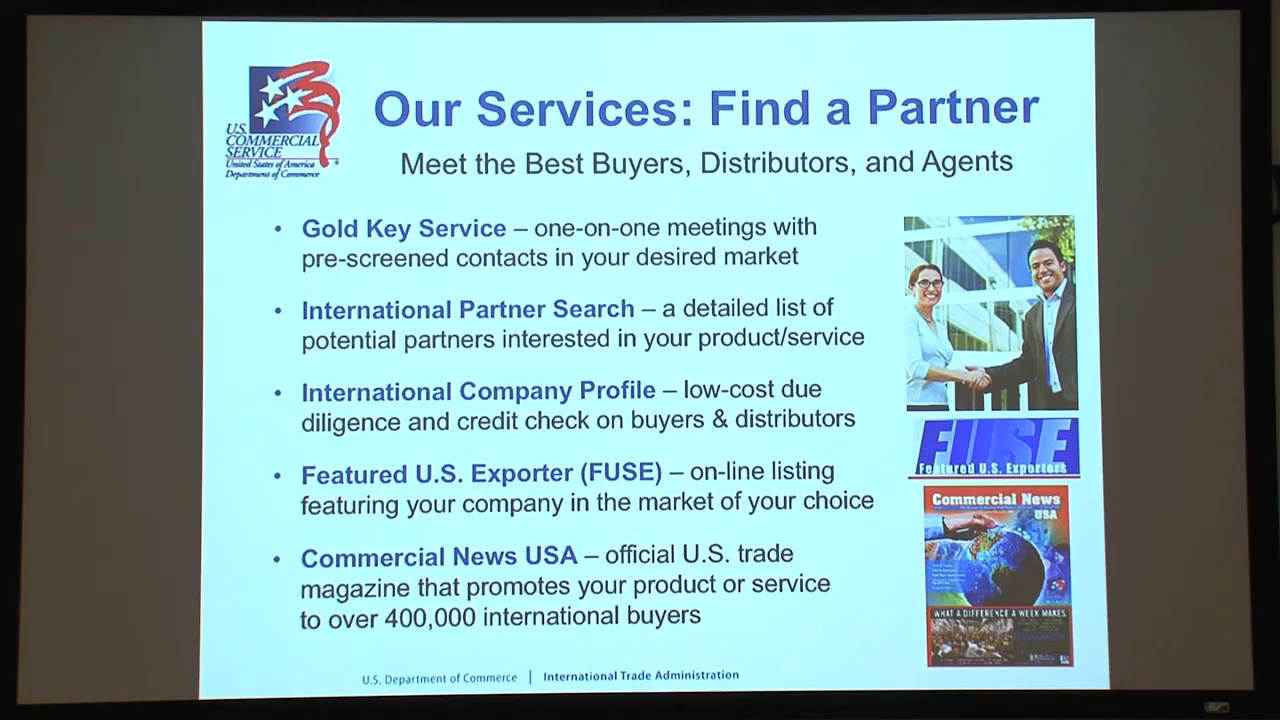 U.S.
COMMERCIAL
SERVICE
United States of America
Department of Commerce
Our Services: Find a Partner
Meet the Best Buyers, Distributors, and Agents
• Gold Key Service – one-on-one meetings with
pre-screened contacts in your desired market
• International Partner Search – a detailed list of
potential partners interested in your product/service
• International Company Profile – low-cost due
diligence and credit check on buyers & distributors
• Featured U.S. Exporter (FUSE) – on-line listing
featuring your company in the market of your choice
• Commercial News USA – official U.S. trade
magazine that promotes your product or service
to over 400,000 international buyers
FUSE
Featured U.S. Exporters
Commercial News
USA
WHAT A DIFFERENCE A WEEK MAKES
U.S. Department of Commerce | International Trade Administration